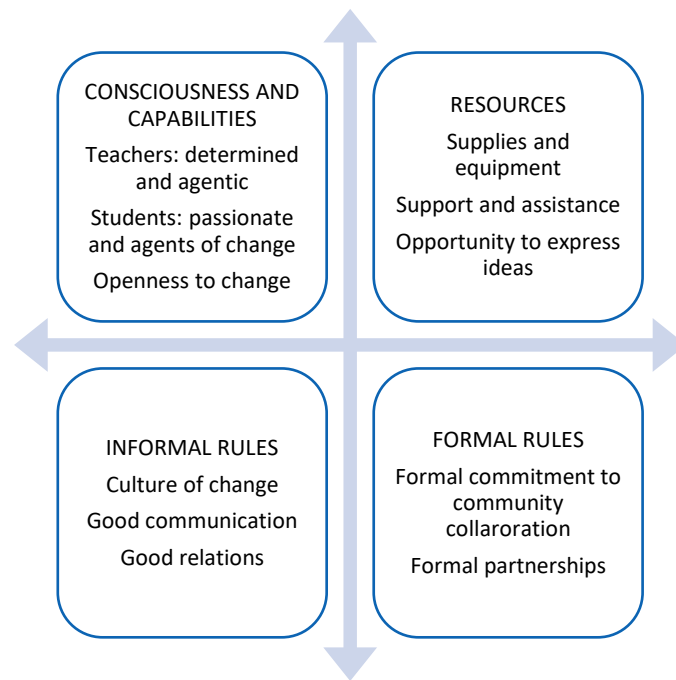 CONSCIOUSNESS AND
CAPABILITIES
Teachers: determined
and agentic
Students: passionate
and agents of change
Openness to change
RESOURCES
Supplies and
equipment
Support and assistance
Opportunity to express
ideas
INFORMAL RULES
Culture of change
Good communication
Good relations
FORMAL RULES
Formal commitment to
community
collaroration
Formal partnerships